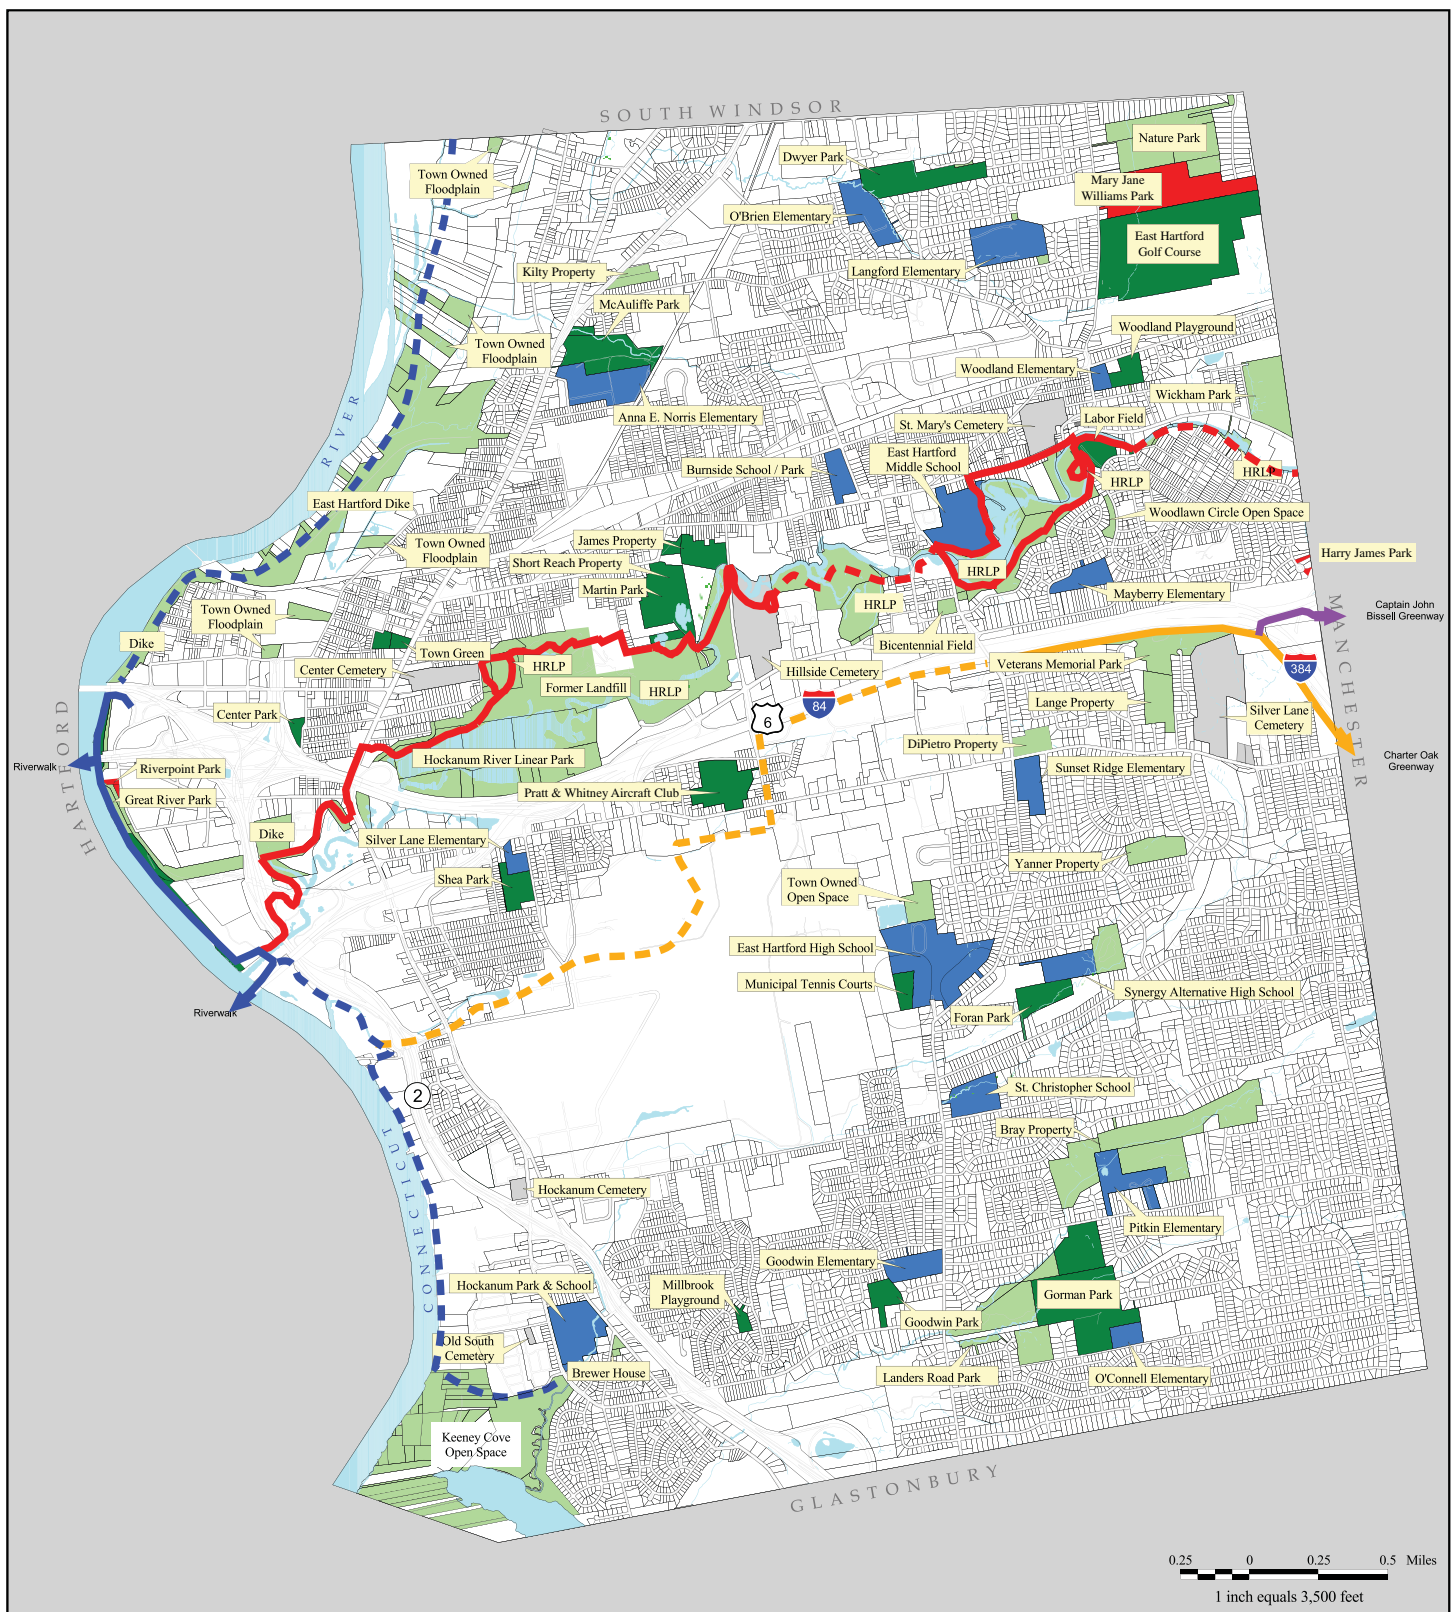 SOUTH WINDSOR
Nature Park
Dwyer Park
Town Owned
Floodplain
Mary Jane
Williams Park
O'Brien Elementary
East Hartford
Golf Course
Langford Elementary
Kilty Property
McAuliffe Park
Woodland Playground
Town Owned
Floodplain
Woodland Elementary
Wickham Park
Anna E. Norris Elementary
Labor Field
St. Mary's Cemetery
RIVER
East Hartford
Middle School
Burnside School / Park
HRLP
HRLP
East Hartford Dike
Woodlawn Circle Open Space
James Property
Town Owned
Floodplain
Harry James Park
Short Reach Property
HRLP
Martin Park
Mayberry Elementary
HRLP
Town Owned
Floodplain
MANCHESTER
Captain John
Bissell Greenway
Dike
Bicentennial Field
Town Green
Center Cemetery
HRLP
Hillside Cemetery
Veterans Memorial Park
384
Former Landfill
HRLP
Lange Property
84
Silver Lane
Cemetery
HARTFORD
Center Park
6
DiPietro Property
Charter Oak
Greenway
Hockanum River Linear Park
Riverwalk
Riverpoint Park
Sunset Ridge Elementary
Pratt & Whitney Aircraft Club
Great River Park
Dike
Silver Lane Elementary
Yanner Property
Shea Park
Town Owned
Open Space
East Hartford High School
Municipal Tennis Courts
Synergy Alternative High School
Riverwalk
Foran Park
St. Christopher School
2
Bray Property
CONNECTICUT
Hockanum Cemetery
Pitkin Elementary
Goodwin Elementary
Hockanum Park & School
Millbrook
Playground
Gorman Park
Goodwin Park
Old South
Cemetery
Brewer House
Landers Road Park
O'Connell Elementary
Keeney Cove
Open Space
GLASTONBURY
0.25 0 0.25 0.5 Miles
1 inch equals 3,500 feet